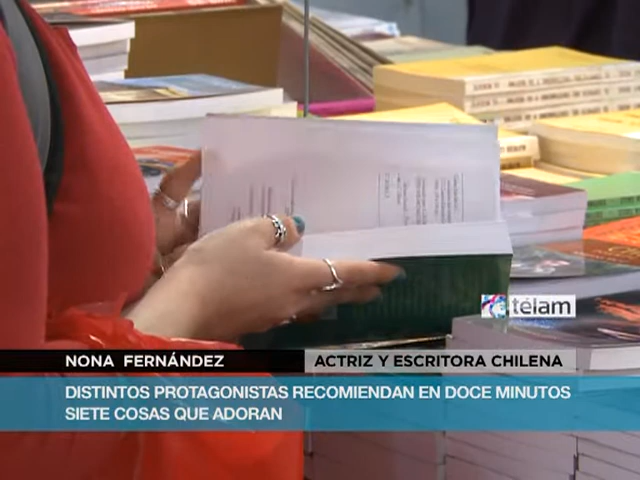 télam
NONA FERNÁNDEZ
ACTRIZ Y ESCRITORA CHILENA
DISTINTOS PROTAGONISTAS RECOMIENDAN EN DOCE MINUTOS
SIETE COSAS QUE ADORAN